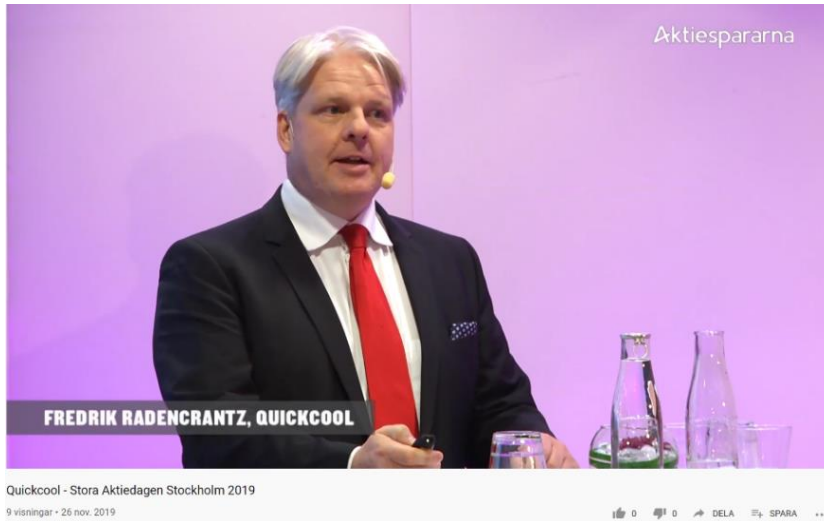 Aktiespararna
FREDRIK RADENCRANTZ, QUICKCOOL
Quickcool - Stora Aktiedagen Stockholm 2019
9 visningar • 26 nov. 2019
0 0 DELA SPARA